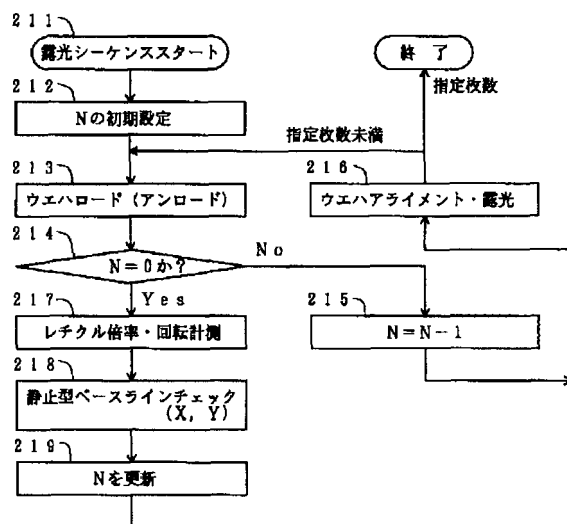 211
露光シーケンススタート
212
Nの初期設定
213
ウエハロード(アンロード)
214
N=0か?
No
Yes
217
レチクル倍率・回転計測
218
静止型ベースラインチェック
(X, Y)
219
Nを更新
終 了
指定枚数
指定枚数未満
216
ウエハアライメント・露光
215
N=N-1